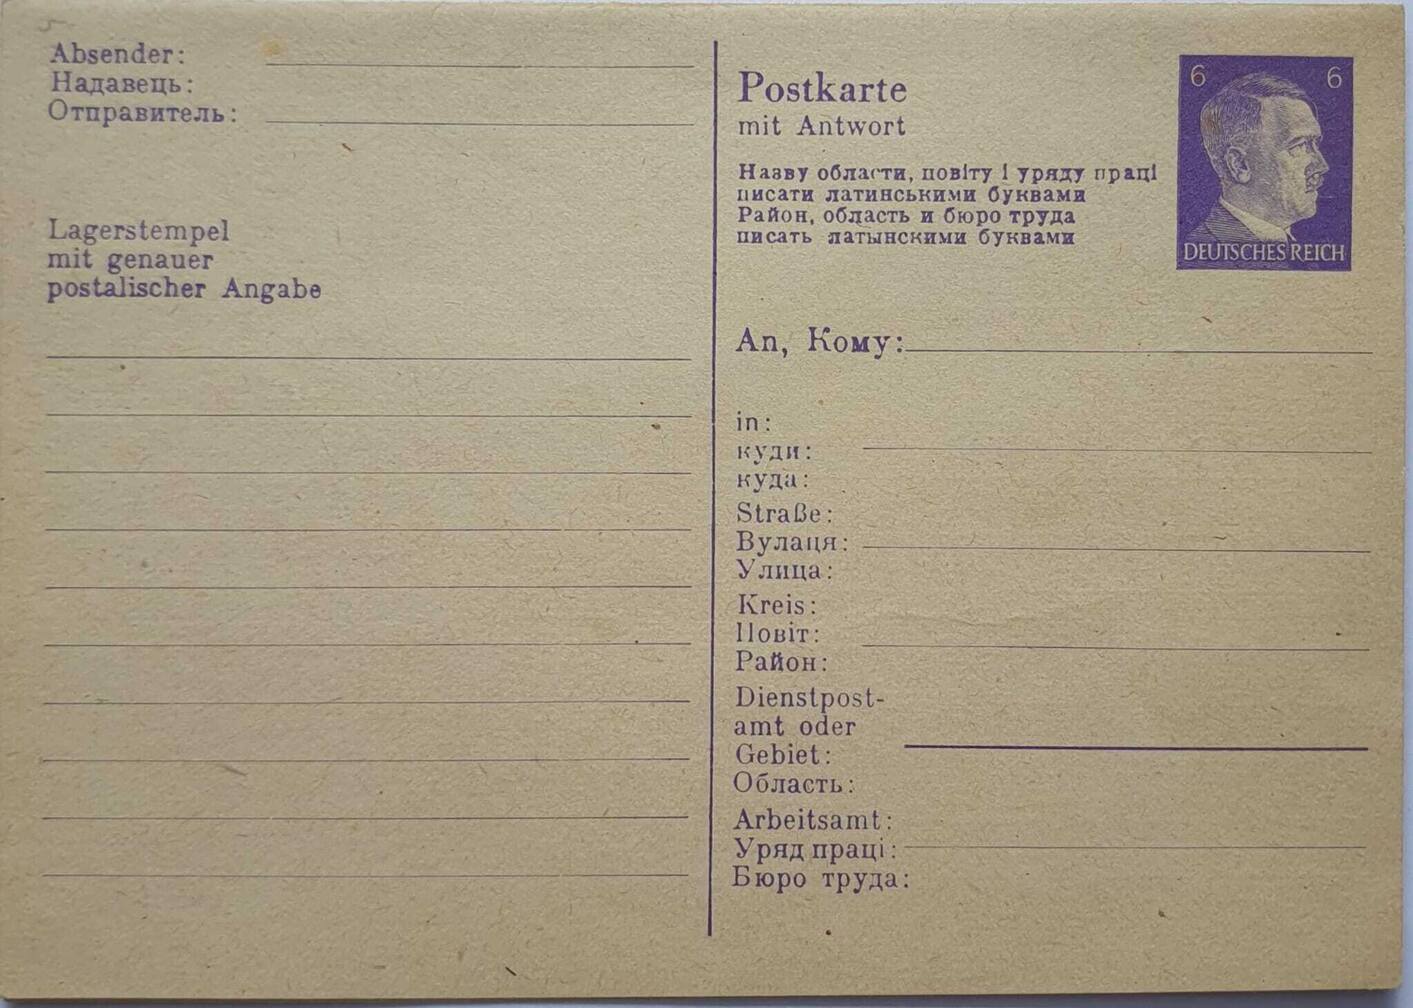 Absender:
Надавець:
Отправитель:
Lagerstempel
mit genauer
postalischer Angabe
Postkarte
mit Antwort
Назву области, повіту і уряду праці
писати латинськими буквами
Район, область и бюро труда
писать латынскими буквами
6 6
DEUTSCHES REICH
An, Кому:
in:
куди:
куда:
Straße:
Вулаця:
Улица:
Kreis:
Повіт:
Район:
Dienstpost-
amt oder
Gebiet:
Область:
Arbeitsamt:
Уряд праці:
Бюро труда: